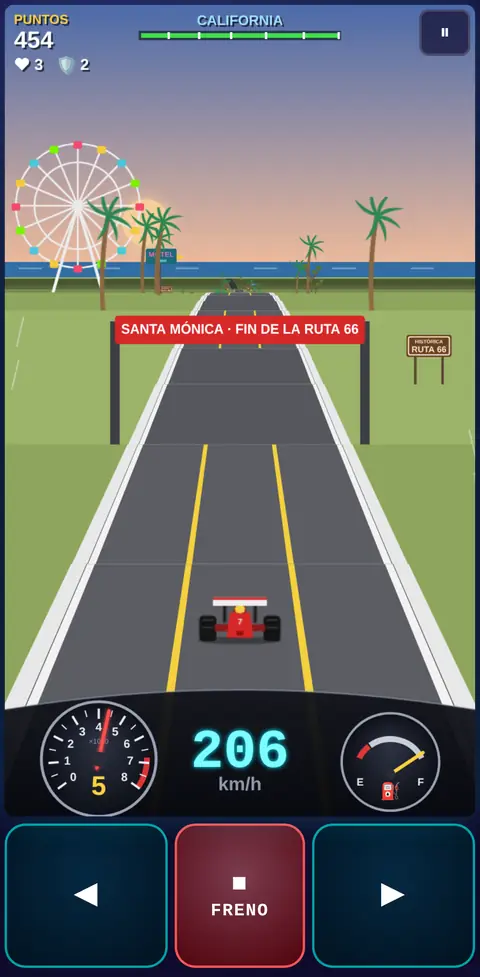 PUNTOS
454
3 2
CALIFORNIA
MOTEL
SANTA MÓNICA · FIN DE LA RUTA 66
HISTÓRICA
RUTA 66
7
0 1 2 3 4 5 6 7 8
5
206
km/h
E F
FRENO